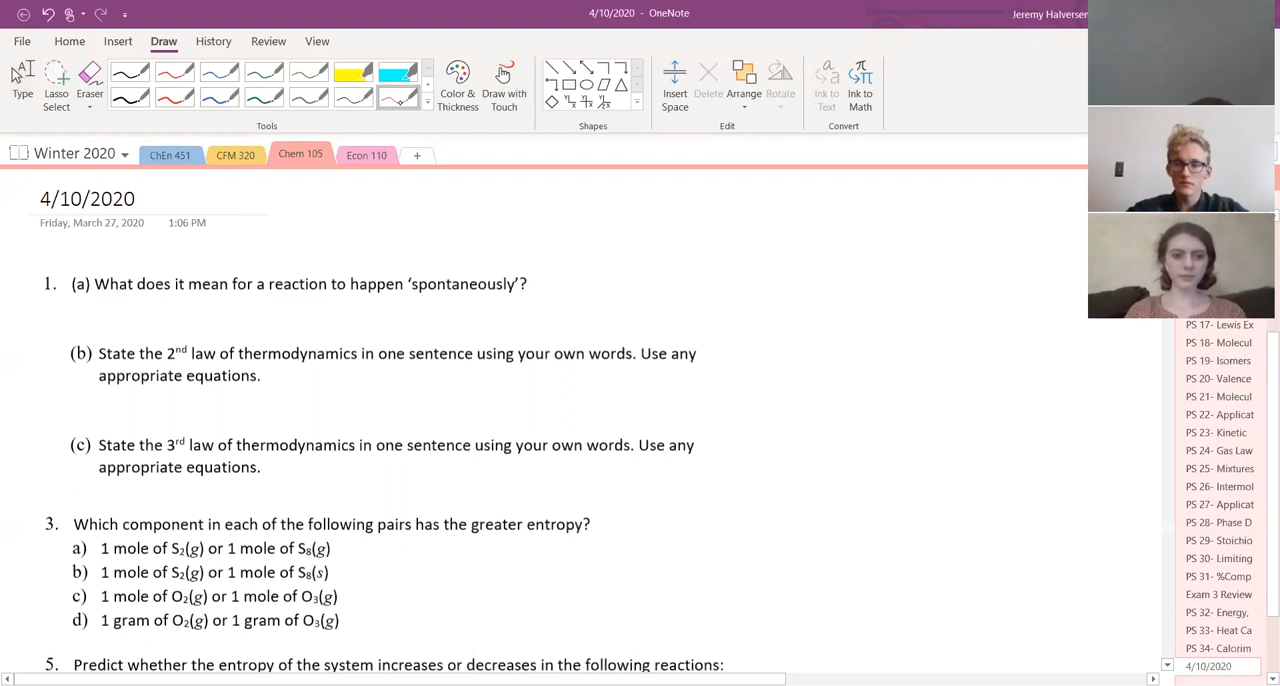 4/10/2020 - OneNote
Jeremy Halversen
File Home Insert Draw History Review View
Type
Lasso Select
Eraser
Color & Thickness
Draw with Touch
Insert Space
Delete
Arrange
Rotate
Ink to Text
Ink to Math
Tools
Shapes
Edit
Convert
Winter 2020
ChEn 451
CFM 320
Chem 105
Econ 110
4/10/2020
Friday, March 27, 2020 1:06 PM
1. (a) What does it mean for a reaction to happen ‘spontaneously’?
(b) State the 2nd law of thermodynamics in one sentence using your own words. Use any
appropriate equations.
(c) State the 3rd law of thermodynamics in one sentence using your own words. Use any
appropriate equations.
3. Which component in each of the following pairs has the greater entropy?
a) 1 mole of S₂(g) or 1 mole of S₈(g)
b) 1 mole of S₂(g) or 1 mole of S₈(s)
c) 1 mole of O₂(g) or 1 mole of O₃(g)
d) 1 gram of O₂(g) or 1 gram of O₃(g)
5. Predict whether the entropy of the system increases or decreases in the following reactions:
PS 17- Lewis Ex
PS 18- Molecul
PS 19- Isomers
PS 20- Valence
PS 21- Molecul
PS 22- Applicat
PS 23- Kinetic
PS 24- Gas Law
PS 25- Mixtures
PS 26- Intermol
PS 27- Applicat
PS 28- Phase D
PS 29- Stoichio
PS 30- Limiting
PS 31- %Comp
Exam 3 Review
PS 32- Energy,
PS 33- Heat Ca
PS 34- Calorim
4/10/2020